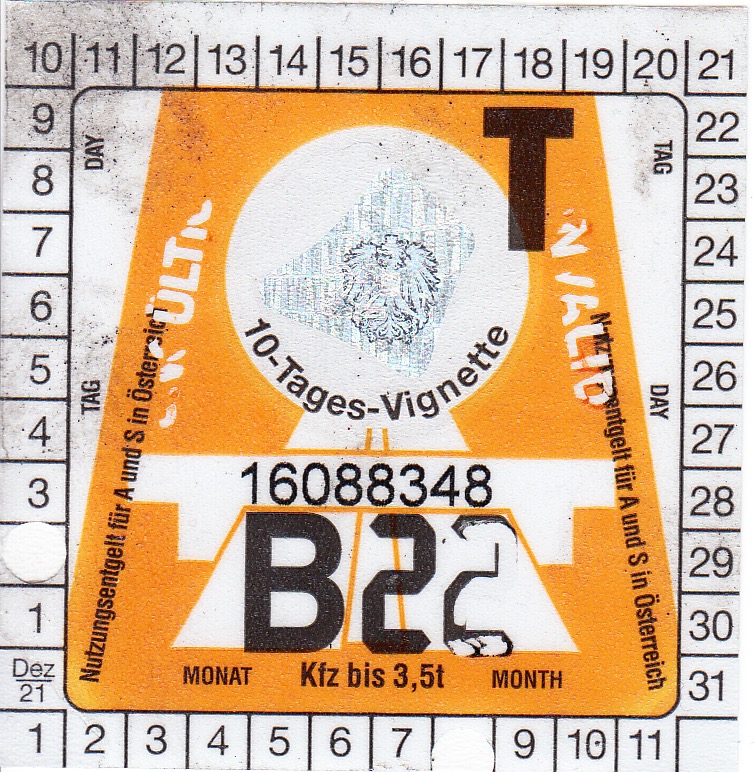 10 11 12 13 14 15 16 17 18 19 20 21
9 22
8 23
7 24
6 25
5 26
4 27
3 28
29
1 30
Dez
21
31
1 2 3 4 5 6 7 9 10 11
DAY
TAG
T
TAG
DAY
10-Tages-Vignette
Nutzungsentgelt für A und S in Österreich
für A und S in Österreich
16088348
B22
MONAT Kfz bis 3,5t MONTH